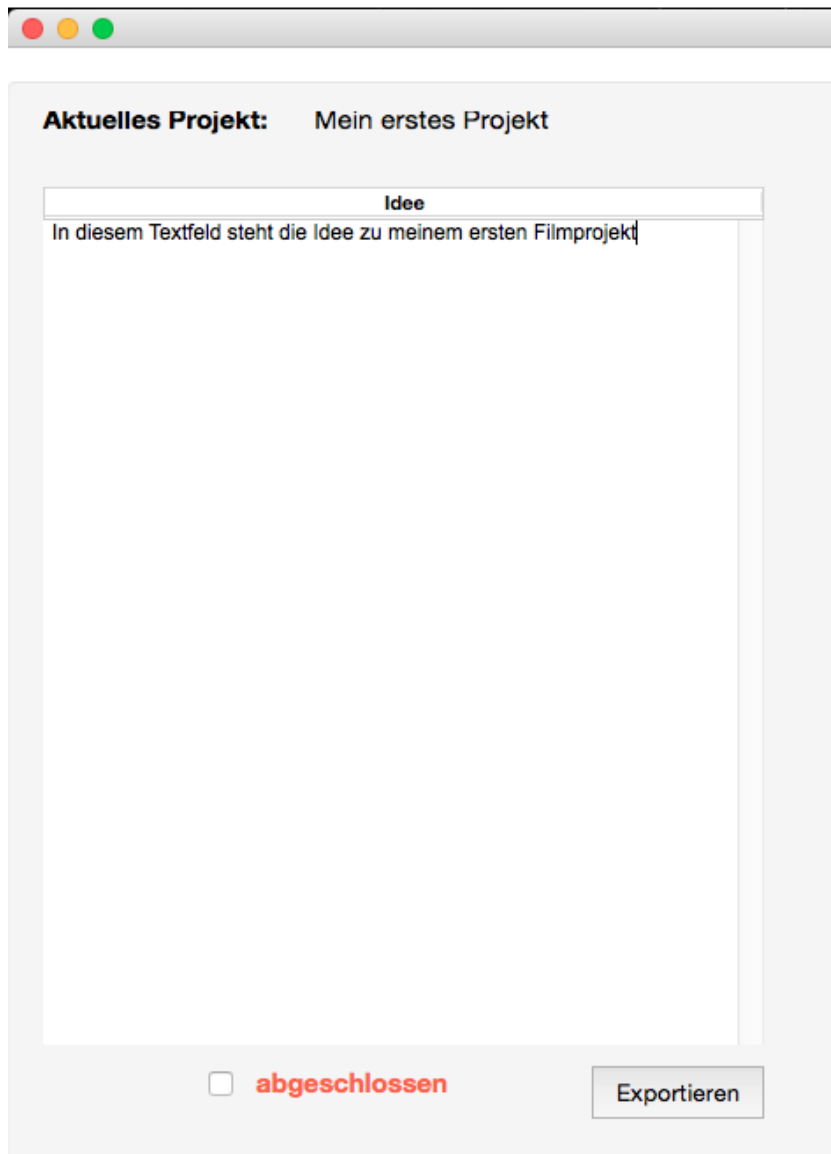 Aktuelles Projekt: Mein erstes Projekt
Idee
In diesem Textfeld steht die Idee zu meinem ersten Filmprojekt
abgeschlossen
Exportieren